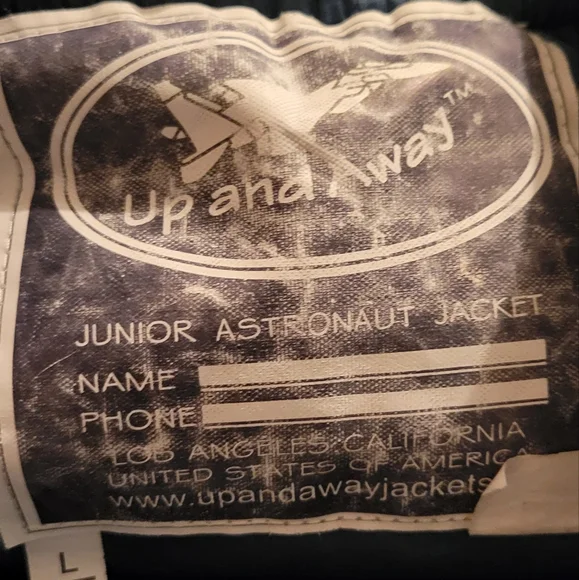 Up and Away™
JUNIOR ASTRONAUT JACKET
NAME
PHONE
LOS ANGELES CALIFORNIA
UNITED STATES OF AMERICA
www.upandawayjackets
L